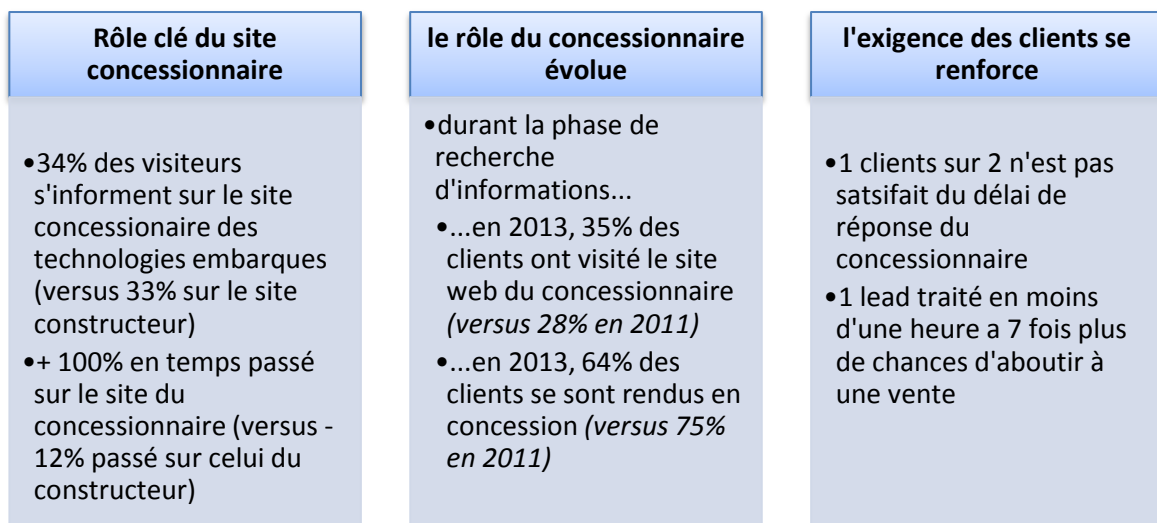 Rôle clé du site
concessionnaire
•34% des visiteurs
s'informent sur le site
concessionaire des
technologies embarques
(versus 33% sur le site
constructeur)
•+ 100% en temps passé
sur le site du
concessionnaire (versus -
12% passé sur celui du
constructeur)
le rôle du concessionnaire
évolue
•durant la phase de
recherche
d'informations...
•...en 2013, 35% des
clients ont visité le site
web du concessionnaire
(versus 28% en 2011)
•...en 2013, 64% des
clients se sont rendus en
concession (versus 75%
en 2011)
l'exigence des clients se
renforce
•1 clients sur 2 n'est pas
satsifait du délai de
réponse du
concessionnaire
•1 lead traité en moins
d'une heure a 7 fois plus
de chances d'aboutir à
une vente